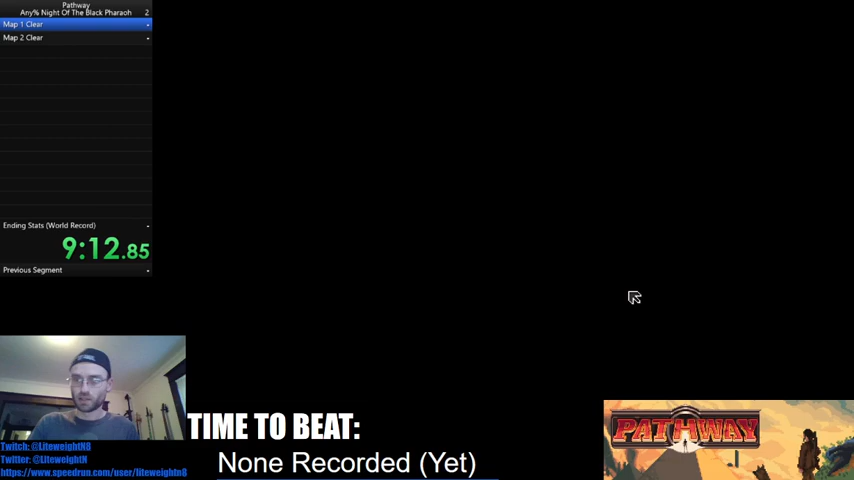 Pathway
Any% Night Of The Black Pharaoh 2
Map 1 Clear -
Map 2 Clear -
Ending Stats (World Record) -
9:12.85
Previous Segment -
TIME TO BEAT:
None Recorded (Yet)
Twitch: @LiteweightN8
Twitter: @LiteweightN
https://www.speedrun.com/user/liteweightn8
PATHWAY